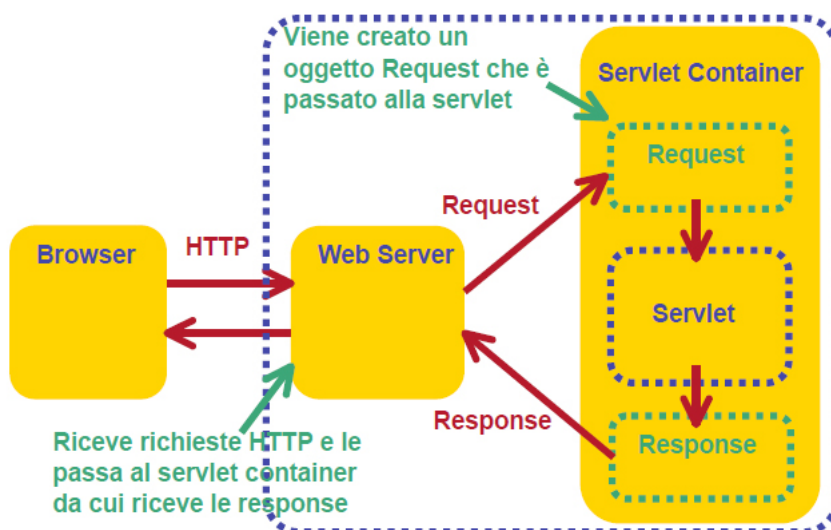 Viene creato un
oggetto Request che è
passato alla servlet
Servlet Container
Request
Request
Browser
HTTP
Web Server
Servlet
Response
Response
Riceve richieste HTTP e le
passa al servlet container
da cui riceve le response